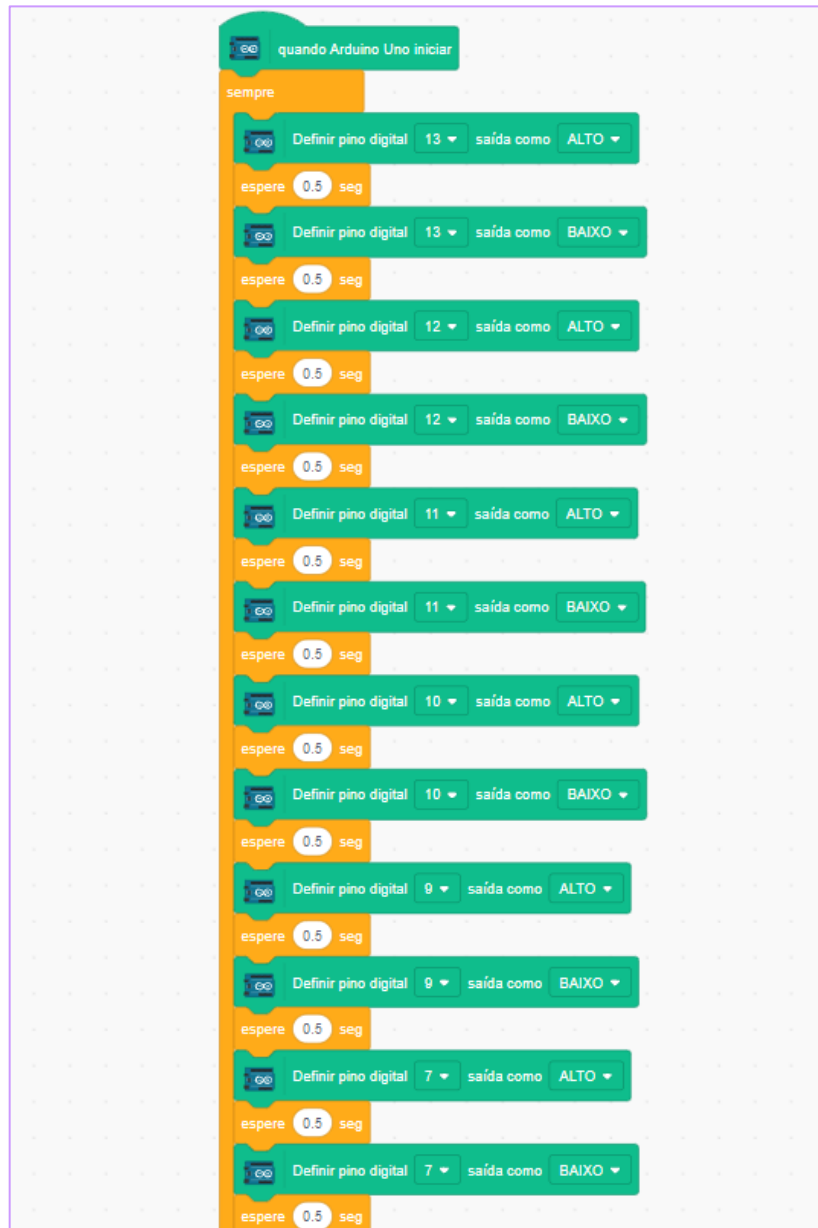 quando Arduino Uno iniciar
sempre
Definir pino digital 13 saída como ALTO
espere 0.5 seg
Definir pino digital 13 saída como BAIXO
espere 0.5 seg
Definir pino digital 12 saída como ALTO
espere 0.5 seg
Definir pino digital 12 saída como BAIXO
espere 0.5 seg
Definir pino digital 11 saída como ALTO
espere 0.5 seg
Definir pino digital 11 saída como BAIXO
espere 0.5 seg
Definir pino digital 10 saída como ALTO
espere 0.5 seg
Definir pino digital 10 saída como BAIXO
espere 0.5 seg
Definir pino digital 9 saída como ALTO
espere 0.5 seg
Definir pino digital 9 saída como BAIXO
espere 0.5 seg
Definir pino digital 7 saída como ALTO
espere 0.5 seg
Definir pino digital 7 saída como BAIXO
espere 0.5 seg